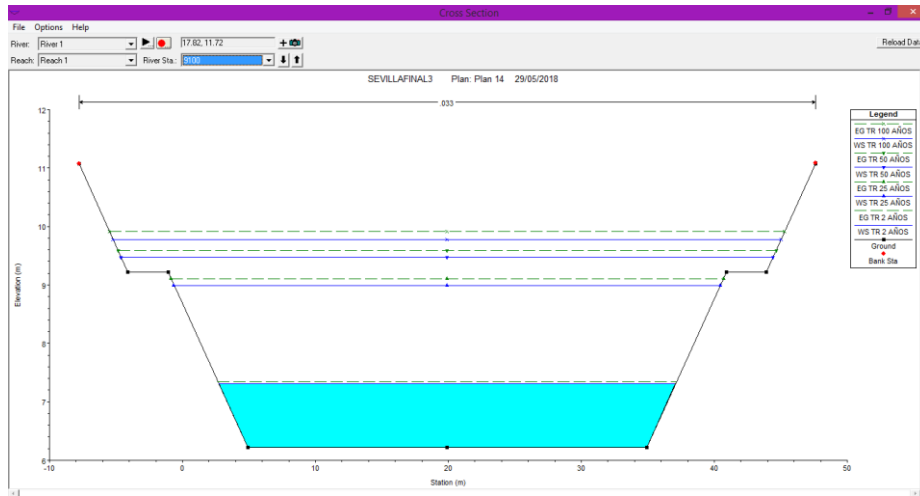 Cross Section
File Options Help
River: River 1 17.82, 11.72 Reload Data
Reach: Reach 1 River Sta.: 9100
SEVILLAFINAL3 Plan: Plan 14 29/05/2018
.033
Legend
EG TR 100 AÑOS
WS TR 100 AÑOS
EG TR 50 AÑOS
WS TR 50 AÑOS
EG TR 25 AÑOS
WS TR 25 AÑOS
EG TR 2 AÑOS
WS TR 2 AÑOS
Ground
Bank Sta
Elevation (m)
12
11
10
9
8
7
6
-10 0 10 20 30 40 50
Station (m)